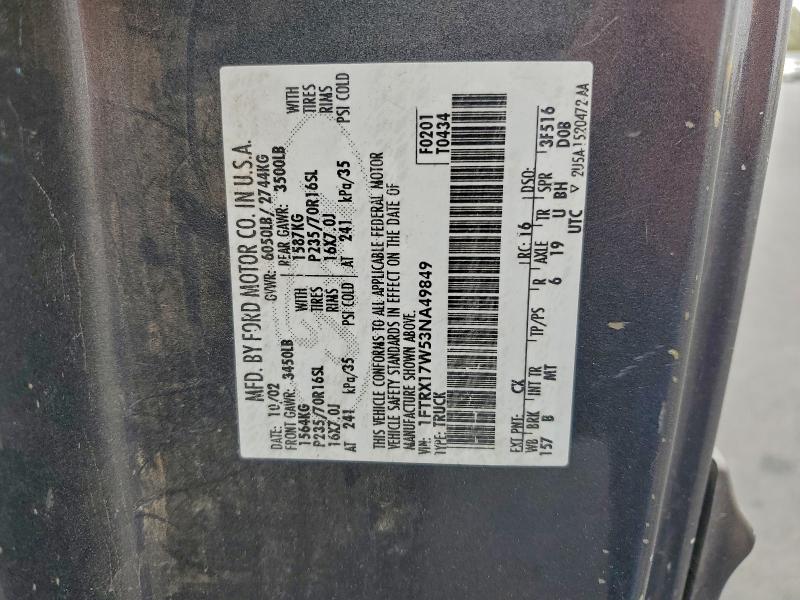 MFD. BY FORD MOTOR CO. IN U.S.A.
DATE: 10/02 GVWR: 6050LB/2744KG
FRONT GAWR: 3450LB REAR GAWR: 3500LB
1564KG 1587KG WITH
P235/70R16SL TIRES P235/70R16SL TIRES
16X7.0J RIMS 16X7.0J RIMS
AT 241 kPa/35 PSI COLD AT 241 kPa/35 PSI COLD
THIS VEHICLE CONFORMS TO ALL APPLICABLE FEDERAL MOTOR
VEHICLE SAFETY STANDARDS IN EFFECT ON THE DATE OF
MANUFACTURE SHOWN ABOVE.
VIN: 1FTRX17W53NA49849 F0201
TYPE: TRUCK T0434
EXT PNT: CX RC: 16 DSO:
WB BRK INT TR TP/PS R AXLE TR SPR 3F516
157 B MT 6 19 U BH DOB
UTC ▽ 2U5A-1520472 AA